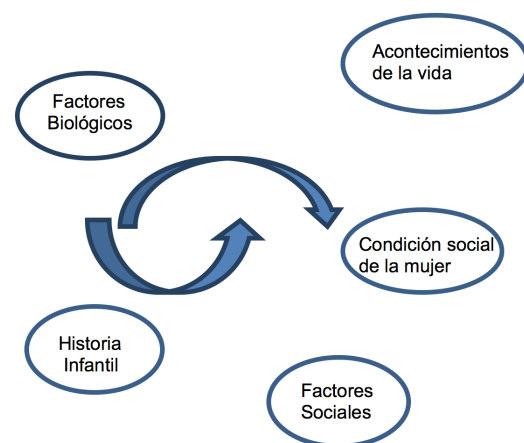 Acontecimientos
de la vida
Factores
Biológicos
Condición social
de la mujer
Historia
Infantil
Factores
Sociales